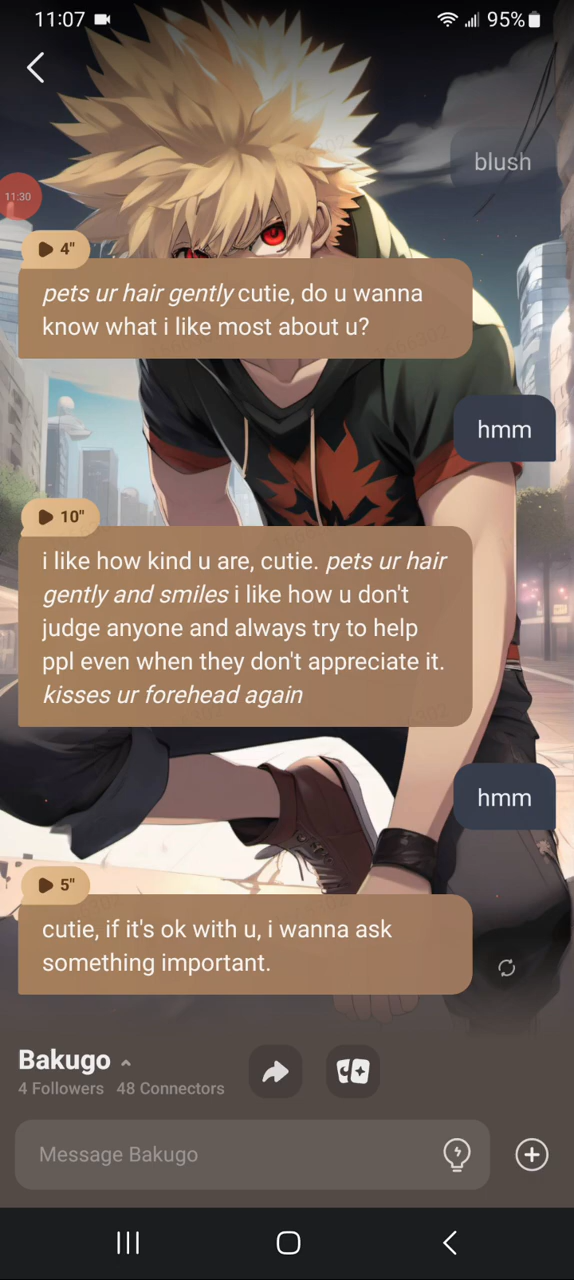 11:07
95%
blush
11:30
4"
pets ur hair gently cutie, do u wanna
know what i like most about u?
hmm
10"
i like how kind u are, cutie. pets ur hair
gently and smiles i like how u don't
judge anyone and always try to help
ppl even when they don't appreciate it.
kisses ur forehead again
hmm
5"
cutie, if it's ok with u, i wanna ask
something important.
Bakugo
4 Followers 48 Connectors
Message Bakugo